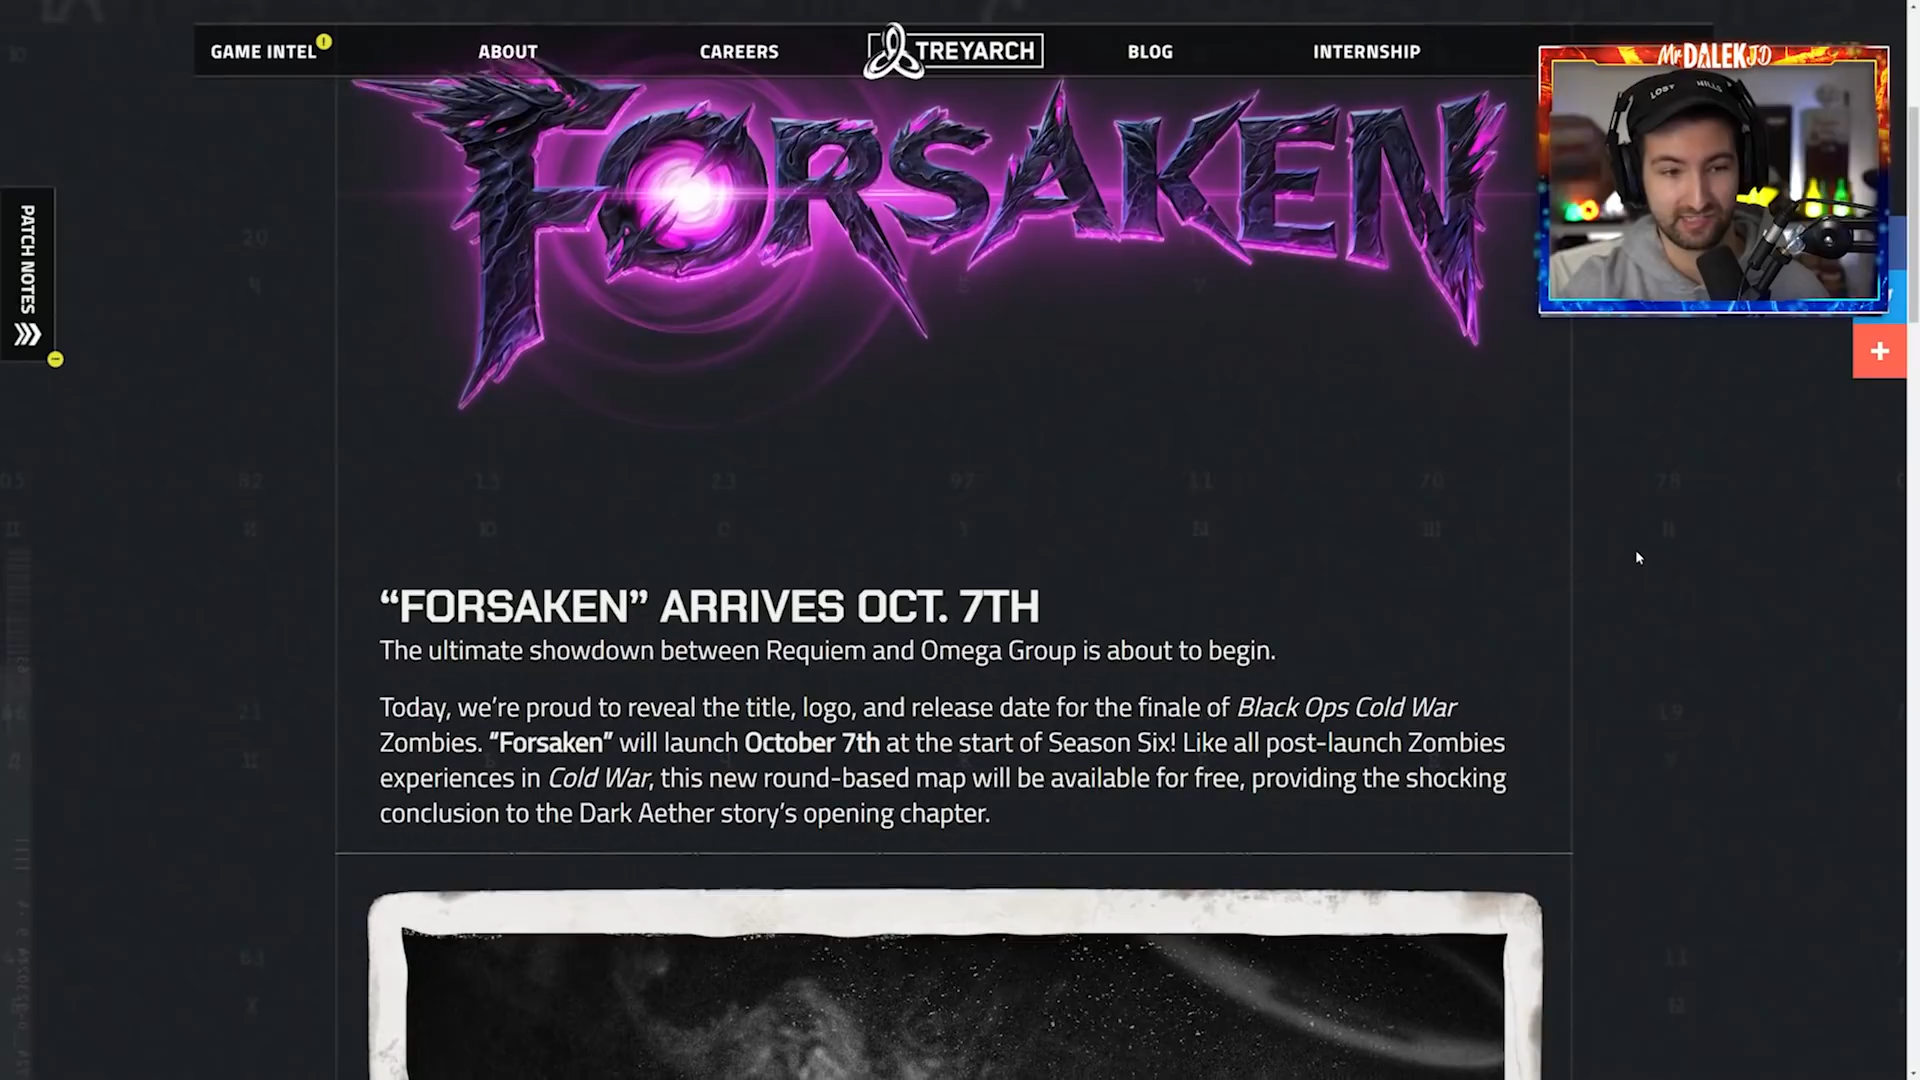 GAME INTEL
ABOUT
CAREERS
TREYARCH
BLOG
INTERNSHIP
MrDALEKJD
LOST HILLS
FORSAKEN
PATCH NOTES
“FORSAKEN” ARRIVES OCT. 7TH
The ultimate showdown between Requiem and Omega Group is about to begin.
Today, we’re proud to reveal the title, logo, and release date for the finale of Black Ops Cold War
Zombies. “Forsaken” will launch October 7th at the start of Season Six! Like all post-launch Zombies
experiences in Cold War, this new round-based map will be available for free, providing the shocking
conclusion to the Dark Aether story’s opening chapter.